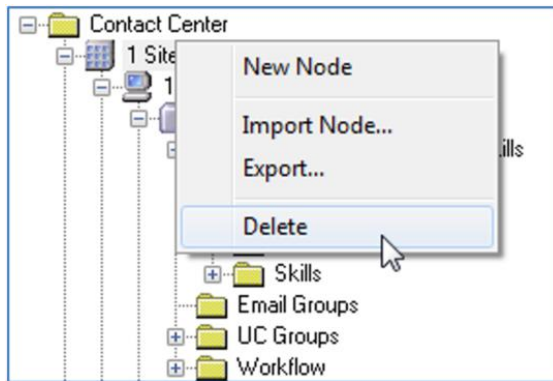 Contact Center
1 Site
1
New Node
Import Node...
ills
Export...
Delete
Skills
Email Groups
UC Groups
Workflow